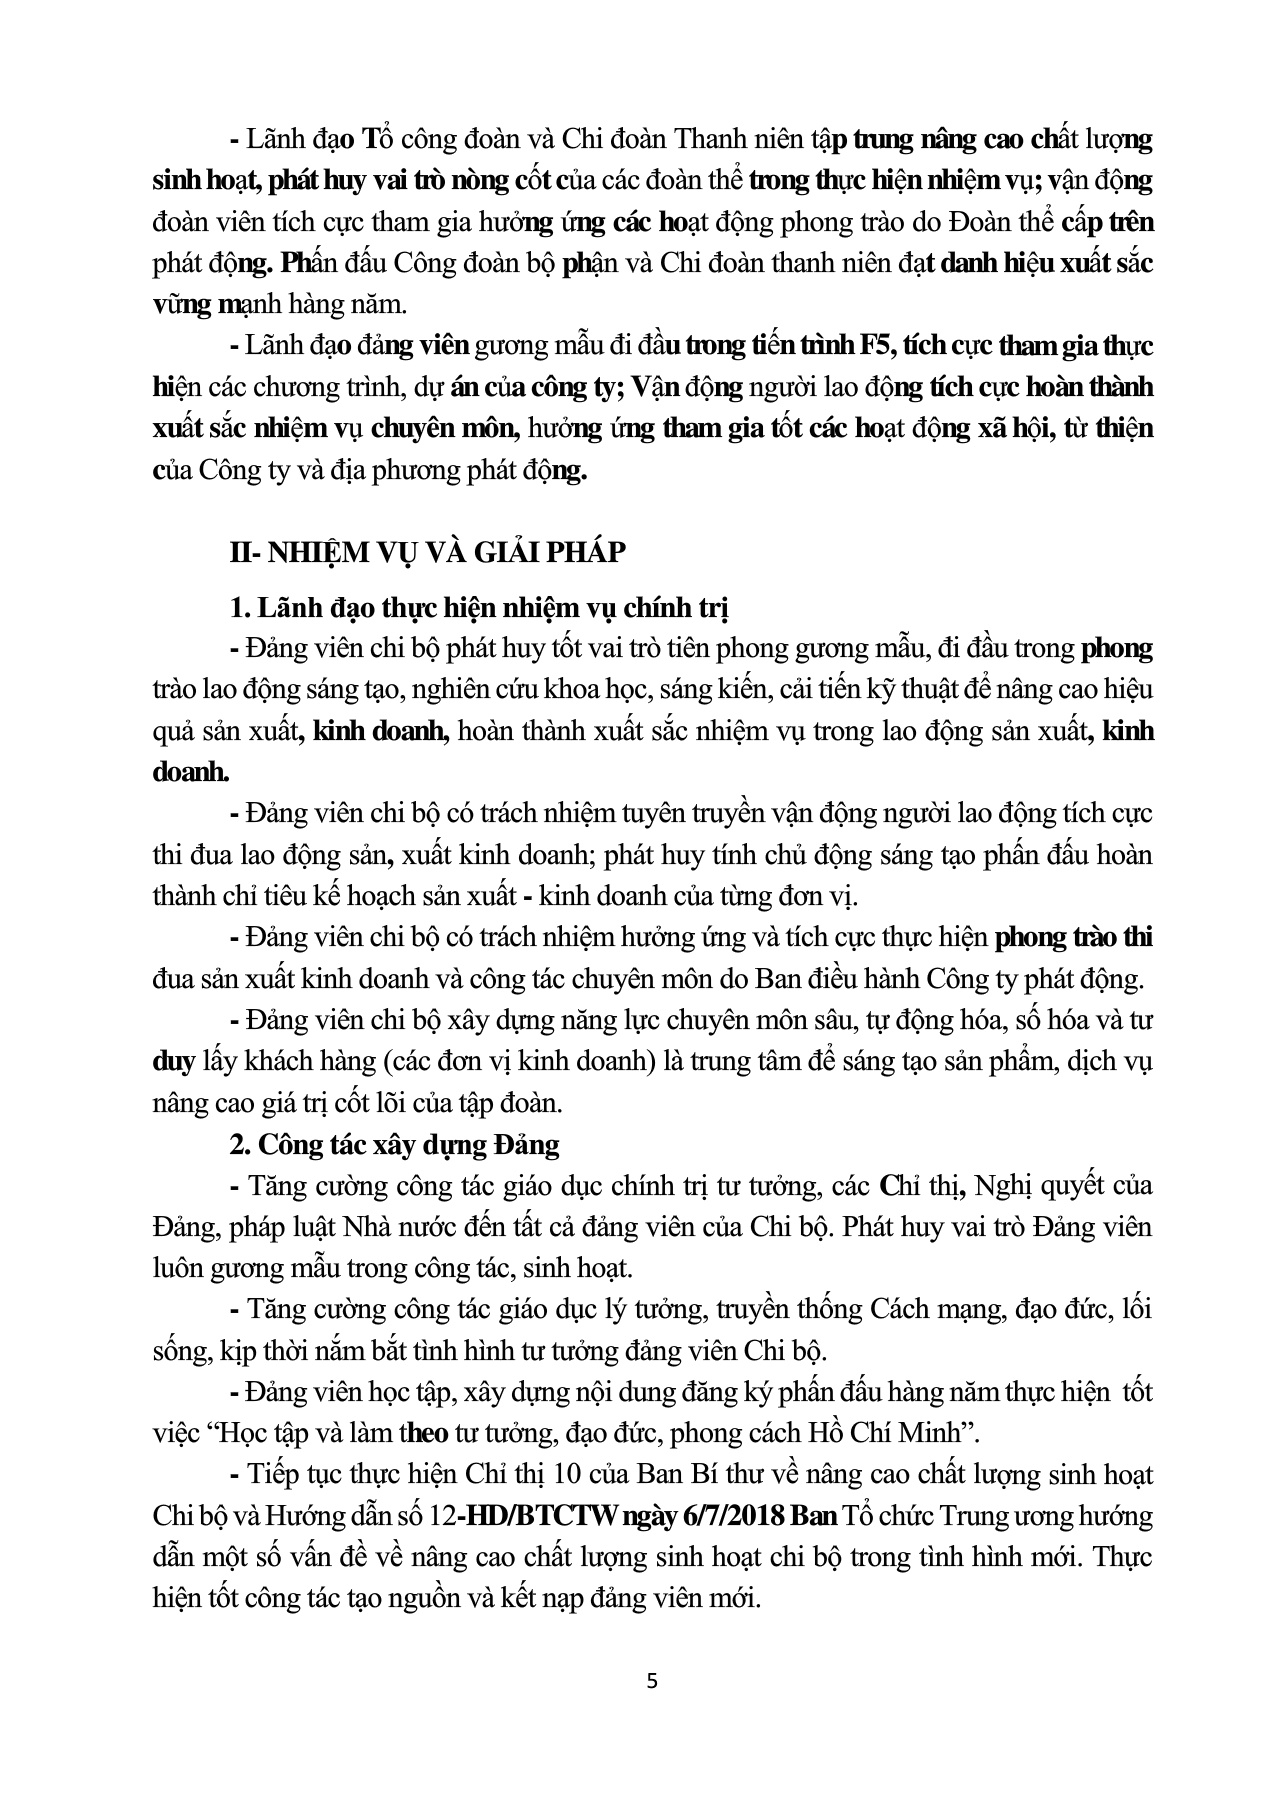 - Lãnh đạo Tổ công đoàn và Chi đoàn Thanh niên tập trung nâng cao chất lượng
sinh hoạt, phát huy vai trò nòng cốt của các đoàn thể trong thực hiện nhiệm vụ; vận động
đoàn viên tích cực tham gia hưởng ứng các hoạt động phong trào do Đoàn thể cấp trên
phát động. Phấn đấu Công đoàn bộ phận và Chi đoàn thanh niên đạt danh hiệu xuất sắc
vững mạnh hàng năm.
- Lãnh đạo đảng viên gương mẫu đi đầu trong tiến trình F5, tích cực tham gia thực
hiện các chương trình, dự án của công ty; Vận động người lao động tích cực hoàn thành
xuất sắc nhiệm vụ chuyên môn, hưởng ứng tham gia tốt các hoạt động xã hội, từ thiện
của Công ty và địa phương phát động.
II- NHIỆM VỤ VÀ GIẢI PHÁP
1. Lãnh đạo thực hiện nhiệm vụ chính trị
- Đảng viên chi bộ phát huy tốt vai trò tiên phong gương mẫu, đi đầu trong phong
trào lao động sáng tạo, nghiên cứu khoa học, sáng kiến, cải tiến kỹ thuật để nâng cao hiệu
quả sản xuất, kinh doanh, hoàn thành xuất sắc nhiệm vụ trong lao động sản xuất, kinh
doanh.
- Đảng viên chi bộ có trách nhiệm tuyên truyền vận động người lao động tích cực
thi đua lao động sản, xuất kinh doanh; phát huy tính chủ động sáng tạo phấn đấu hoàn
thành chỉ tiêu kế hoạch sản xuất - kinh doanh của từng đơn vị.
- Đảng viên chi bộ có trách nhiệm hưởng ứng và tích cực thực hiện phong trào thi
đua sản xuất kinh doanh và công tác chuyên môn do Ban điều hành Công ty phát động.
- Đảng viên chi bộ xây dựng năng lực chuyên môn sâu, tự động hóa, số hóa và tư
duy lấy khách hàng (các đơn vị kinh doanh) là trung tâm để sáng tạo sản phẩm, dịch vụ
nâng cao giá trị cốt lõi của tập đoàn.
2. Công tác xây dựng Đảng
- Tăng cường công tác giáo dục chính trị tư tưởng, các Chỉ thị, Nghị quyết của
Đảng, pháp luật Nhà nước đến tất cả đảng viên của Chi bộ. Phát huy vai trò Đảng viên
luôn gương mẫu trong công tác, sinh hoạt.
- Tăng cường công tác giáo dục lý tưởng, truyền thống Cách mạng, đạo đức, lối
sống, kịp thời nắm bắt tình hình tư tưởng đảng viên Chi bộ.
- Đảng viên học tập, xây dựng nội dung đăng ký phấn đấu hàng năm thực hiện tốt
việc “Học tập và làm theo tư tưởng, đạo đức, phong cách Hồ Chí Minh”.
- Tiếp tục thực hiện Chỉ thị 10 của Ban Bí thư về nâng cao chất lượng sinh hoạt
Chi bộ và Hướng dẫn số 12-HD/BTCTW ngày 6/7/2018 Ban Tổ chức Trung ương hướng
dẫn một số vấn đề về nâng cao chất lượng sinh hoạt chi bộ trong tình hình mới. Thực
hiện tốt công tác tạo nguồn và kết nạp đảng viên mới.
5